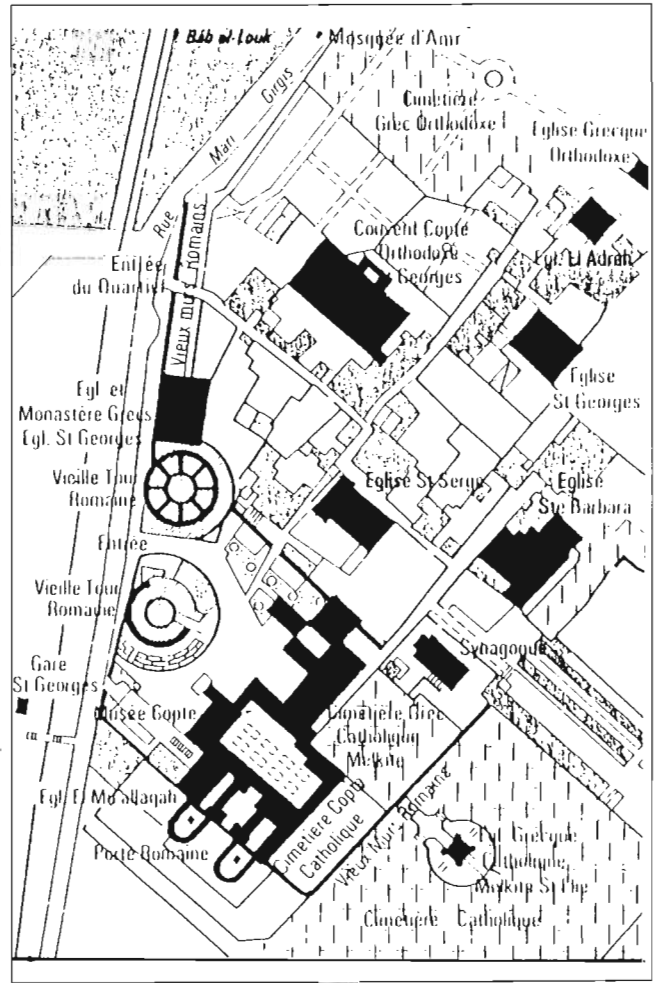 Bâb el-Louk
Mosquée d'Amr
Rue Mari Girgis
Cimetière
Grec Orthodoxe
Eglise Grecque
Orthodoxe
Couvent Copte
Orthodoxe
St Georges
Egl. El Adrah
Entrée
du Quartier
Vieux murs Romains
Egl. et
Monastère Grecs
Egl. St Georges
Eglise
St Georges
Vieille Tour
Romaine
Eglise St Serge
Eglise
Ste Barbara
Entrée
Vieille Tour
Romaine
Synagogue
Gare
St Georges
Musée Copte
Cimetière Grec
Catholique
Melkite
Egl. El Mo'allaqah
Cimetière Copte
Catholique
Vieux Mur Romaine
Porte Romaine
Egl. Grecque
Catholique
Melkite St
Cimetière Catholique